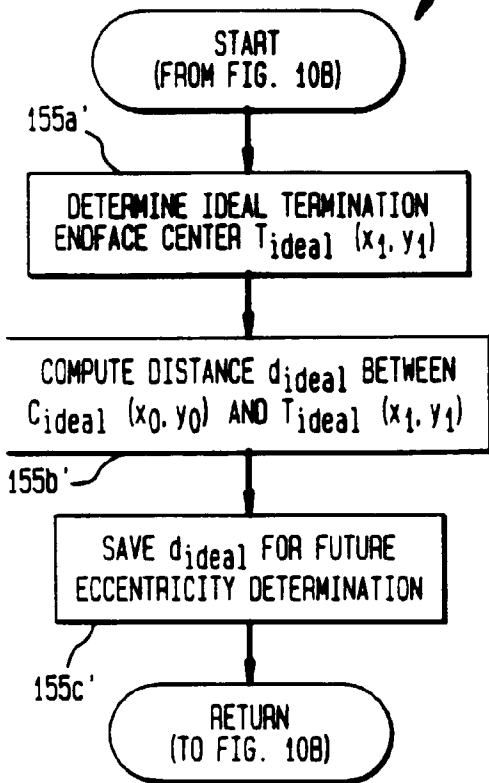 START
(FROM FIG. 10B)
155a'
DETERMINE IDEAL TERMINATION
ENDFACE CENTER T_ideal (x_1, y_1)
COMPUTE DISTANCE d_ideal BETWEEN
C_ideal (x_0, y_0) AND T_ideal (x_1, y_1)
155b'
SAVE d_ideal FOR FUTURE
ECCENTRICITY DETERMINATION
155c'
RETURN
(TO FIG. 10B)